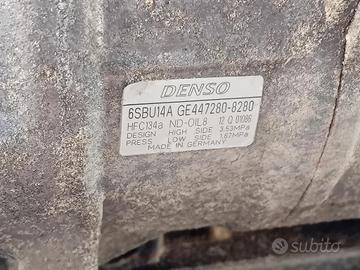 DENSO
6SBU14A GE447280-8280
HFC134a ND-OIL8 12 Q 01086
DESIGN HIGH SIDE 3.53MPa
PRESS LOW SIDE 1.67MPa
MADE IN GERMANY
subito